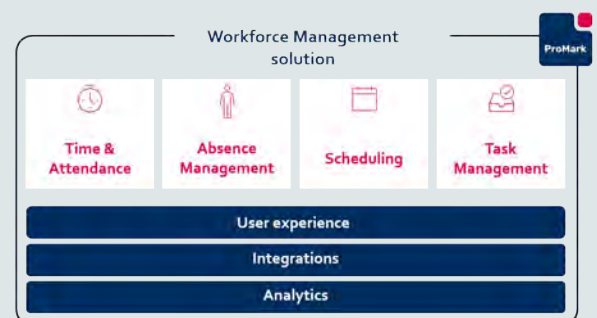 Workforce Management
solution
ProMark
Time &
Attendance
Absence
Management
Scheduling
Task
Management
User experience
Integrations
Analytics